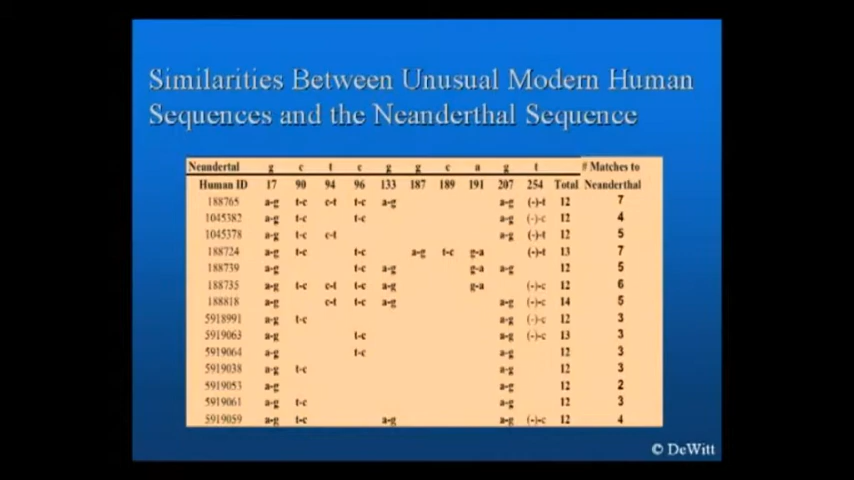 Similarities Between Unusual Modern Human
Sequences and the Neanderthal Sequence
Neandertal g c t c g g c a g t # Matches to
Human ID 17 90 94 96 133 187 189 191 207 254 Total Neanderthal
188765 a-g t-c c-t t-c a-g a-g (-)-t 12 7
1045382 a-g t-c t-c a-g (-)-c 12 4
1045378 a-g t-c c-t a-g (-)-t 12 5
188724 a-g t-c t-c a-g t-c g-a (-)-t 13 7
188739 a-g t-c a-g g-a a-g 12 5
188735 a-g t-c c-t t-c a-g g-a (-)-c 12 6
188818 a-g c-t t-c a-g a-g (-)-c 14 5
5918991 a-g t-c a-g (-)-c 12 3
5919063 a-g t-c a-g (-)-c 13 3
5919064 a-g t-c a-g 12 3
5919038 a-g t-c a-g 12 3
5919053 a-g a-g 12 2
5919061 a-g t-c a-g 12 3
5919059 a-g t-c a-g a-g (-)-c 12 4
© DeWitt